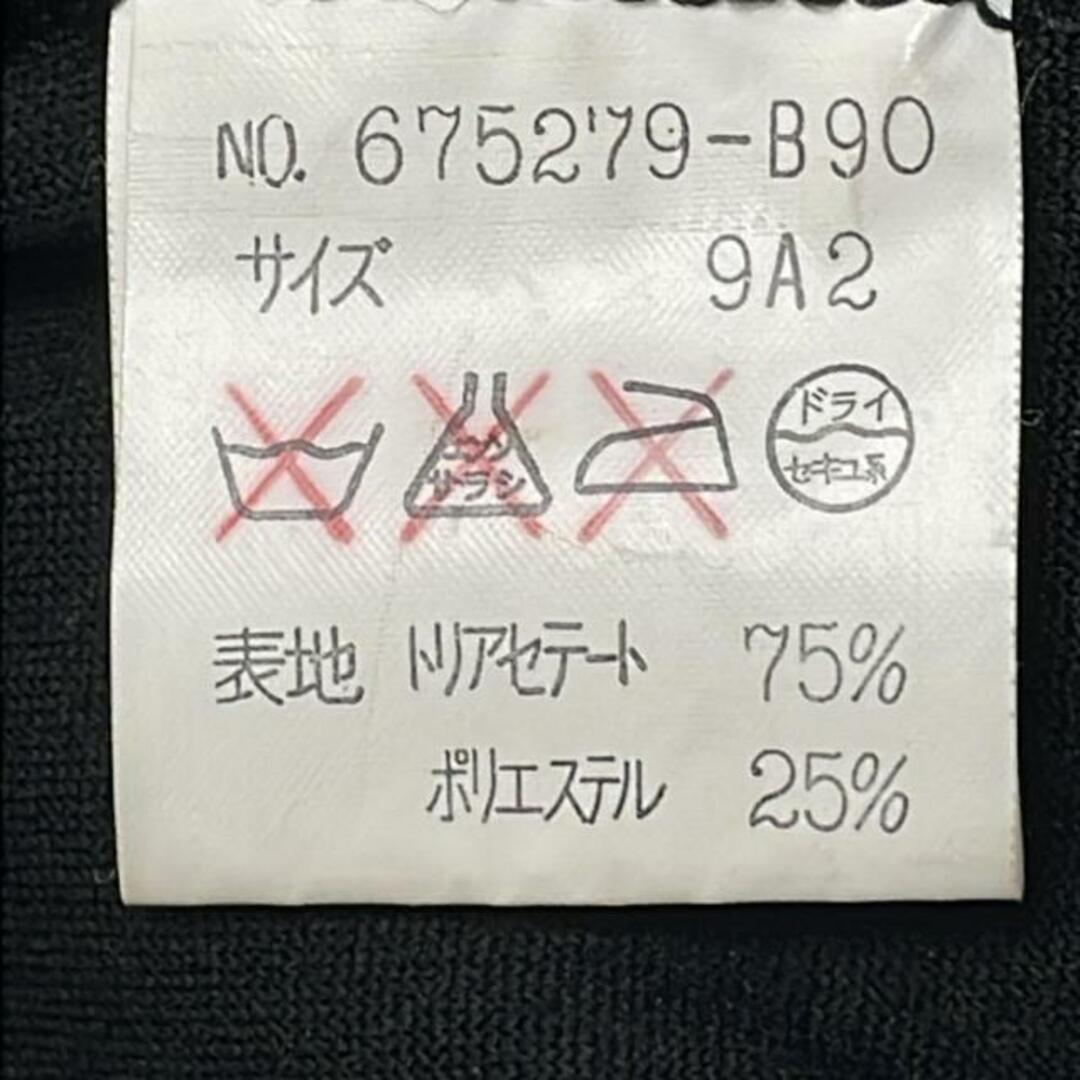 NO. 675279-B90
サイズ 9A2
エンソ
サラシ
ドライ
セキユ系
表地 トリアセテート 75%
ポリエステル 25%